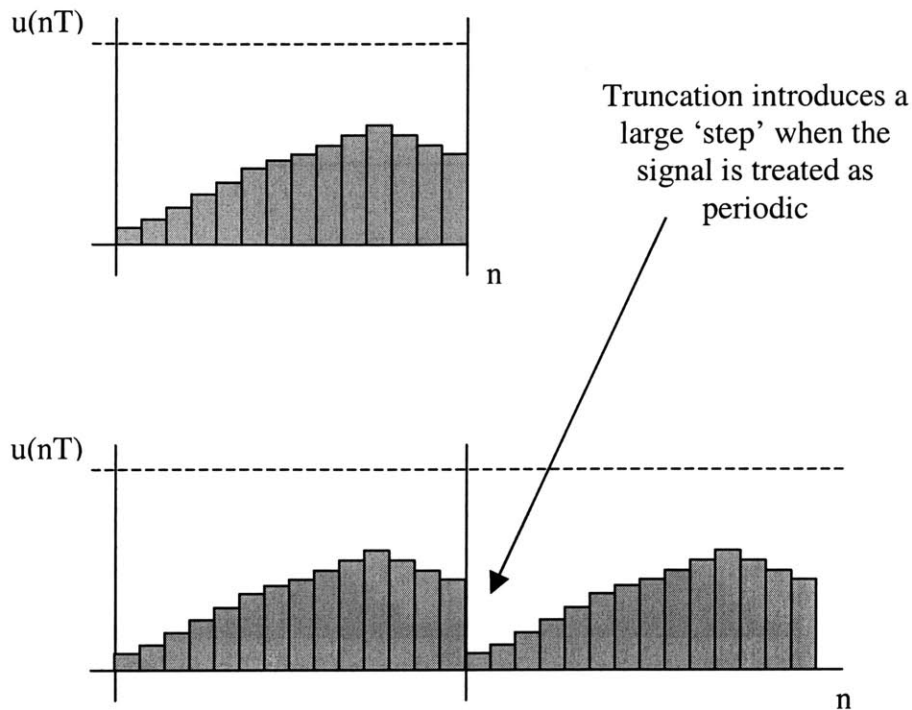 u(nT)
n
Truncation introduces a
large ‘step’ when the
signal is treated as
periodic
u(nT)
n